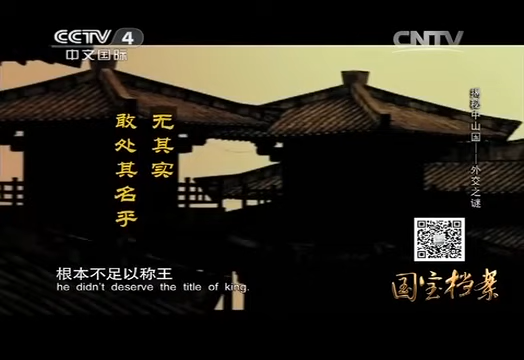 CCTV 4
中文国际
CNTV
无其实
敢处其名乎
揭秘中山国——外交之谜
根本不足以称王
he didn't deserve the title of king.
国宝档案